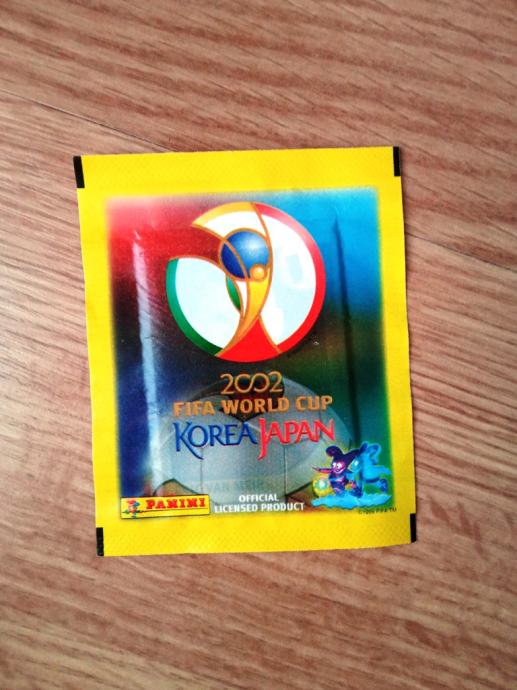 2002
FIFA WORLD CUP
KOREA JAPAN
PANINI
OFFICIAL
LICENSED PRODUCT